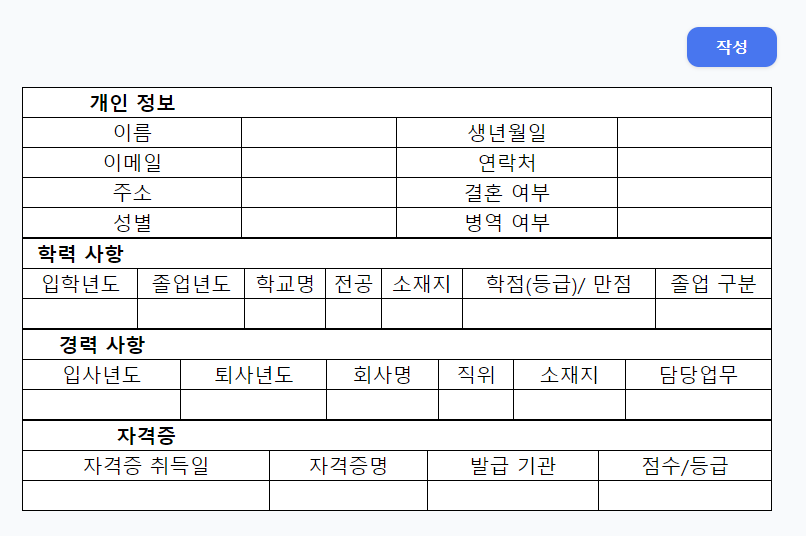 작성
개인 정보
이름 생년월일
이메일 연락처
주소 결혼 여부
성별 병역 여부
학력 사항
입학년도 졸업년도 학교명 전공 소재지 학점(등급)/ 만점 졸업 구분
경력 사항
입사년도 퇴사년도 회사명 직위 소재지 담당업무
자격증
자격증 취득일 자격증명 발급 기관 점수/등급